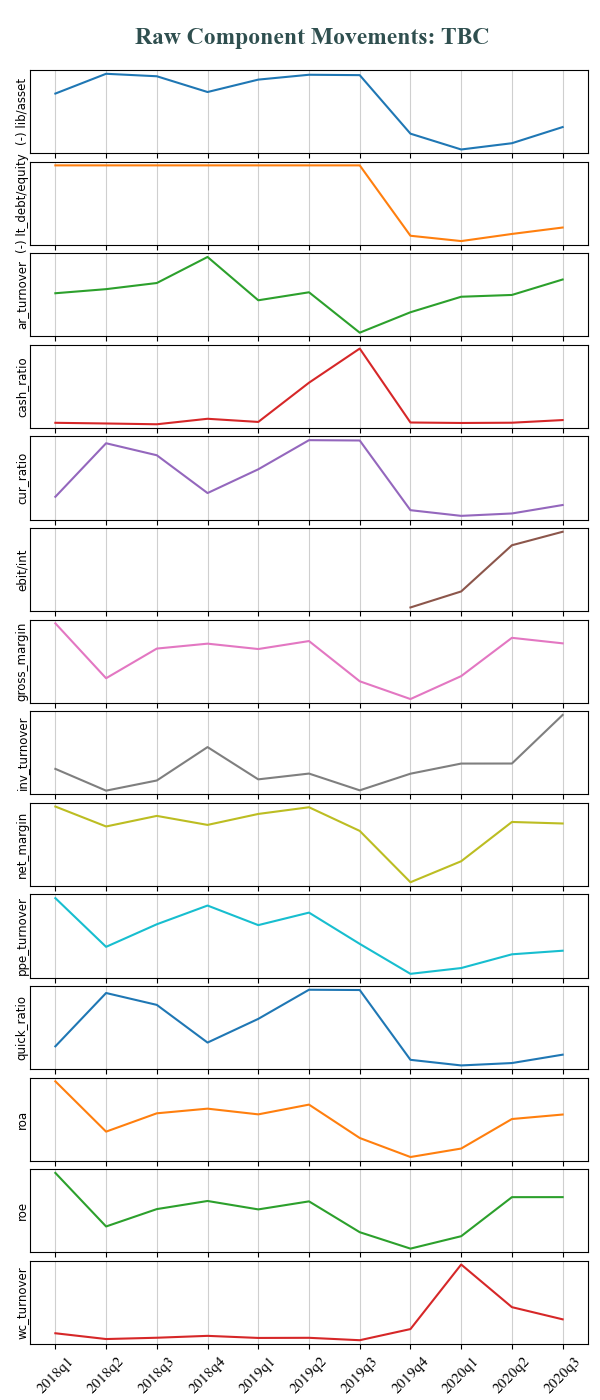 Raw Component Movements: TBC
(-) lib/asset
(-) lt_debt/equity
ar_turnover
cash_ratio
cur_ratio
ebit/int
gross_margin
inv_turnover
net_margin
ppe_turnover
quick_ratio
roa
roe
wc_turnover
2018q1 2018q2 2018q3 2018q4 2019q1 2019q2 2019q3 2019q4 2020q1 2020q2 2020q3